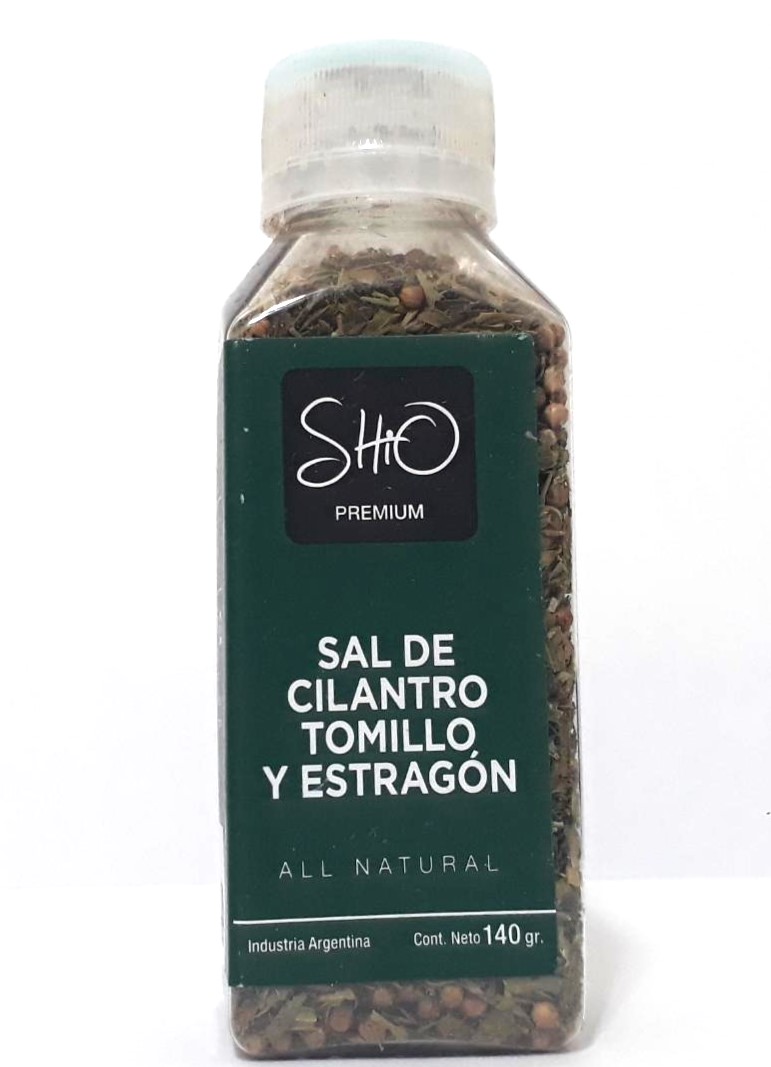 SHiO
PREMIUM
SAL DE
CILANTRO
TOMILLO
Y ESTRAGÓN
ALL NATURAL
Industria Argentina Cont. Neto 140 gr.